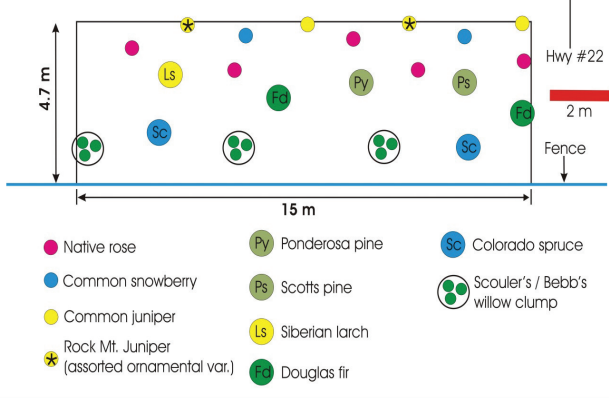 Hwy #22
4.7 m
Ls
Py
Ps
Fd
Fd
2 m
Sc
Sc
Fence
15 m
Native rose
Common snowberry
Common juniper
Rock Mt. Juniper
(assorted ornamental var.)
Py Ponderosa pine
Ps Scotts pine
Ls Siberian larch
Fd Douglas fir
Sc Colorado spruce
Scouler's / Bebb's
willow clump